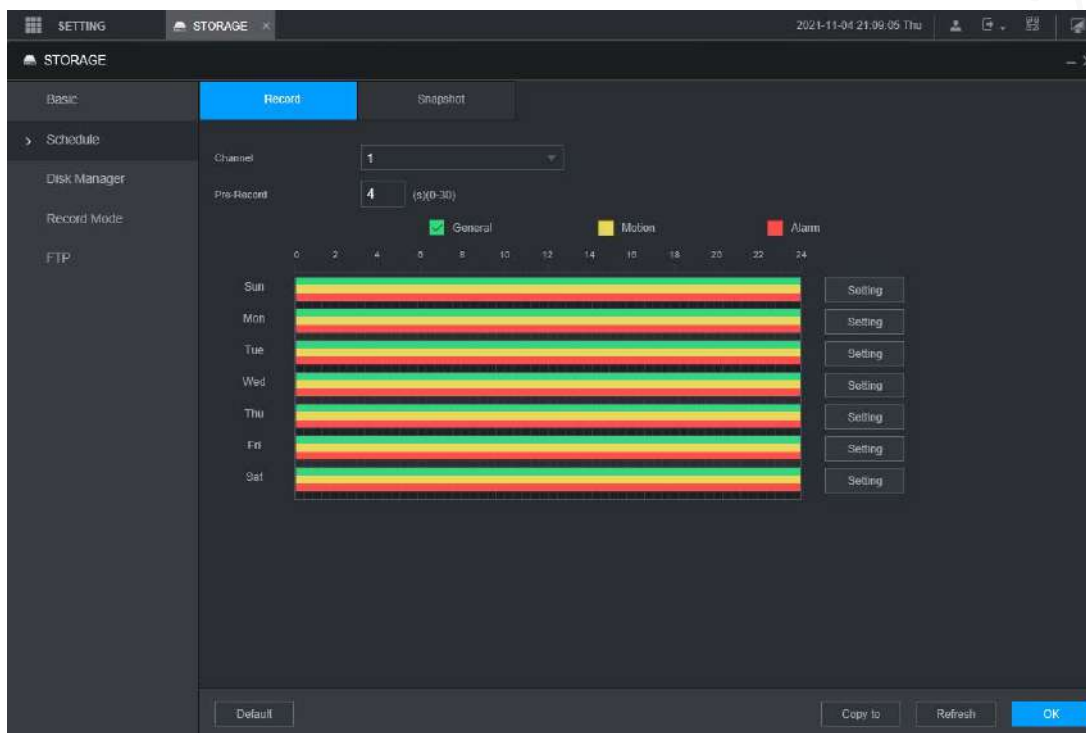 SETTING STORAGE × 2021-11-04 21:09:05 Thu
STORAGE
Basic
Schedule
Disk Manager
Record Mode
FTP
Record Snapshot
Channel 1
Pre-Record 4 (s)(0-30)
General Motion Alarm
0 2 4 6 8 10 12 14 16 18 20 22 24
Sun Setting
Mon Setting
Tue Setting
Wed Setting
Thu Setting
Fri Setting
Sat Setting
Default Copy to Refresh OK